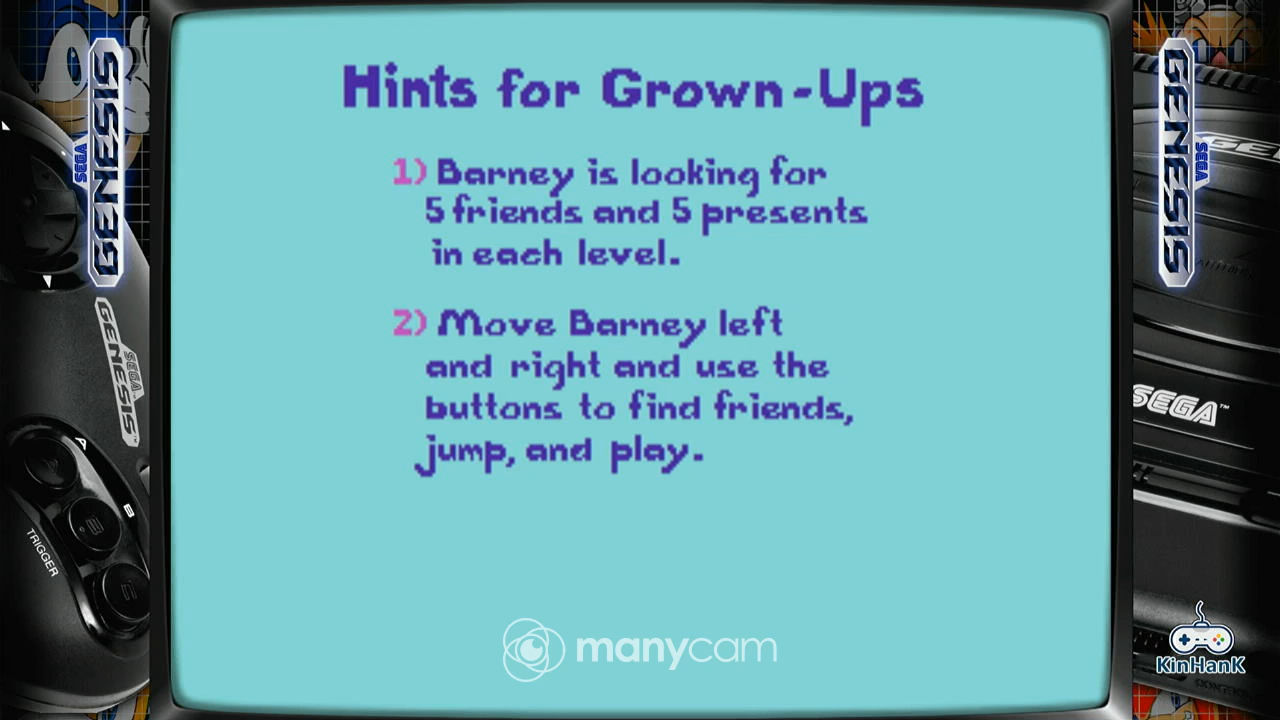 Hints for Grown-Ups
1) Barney is looking for
5 friends and 5 presents
in each level.
2) Move Barney left
and right and use the
buttons to find friends,
jump, and play.
manycam
SEGA
GENESIS
SEGA
GENESIS
A
B
TRIGGER
SEGA
GENESIS
SEGA™
KinHanK